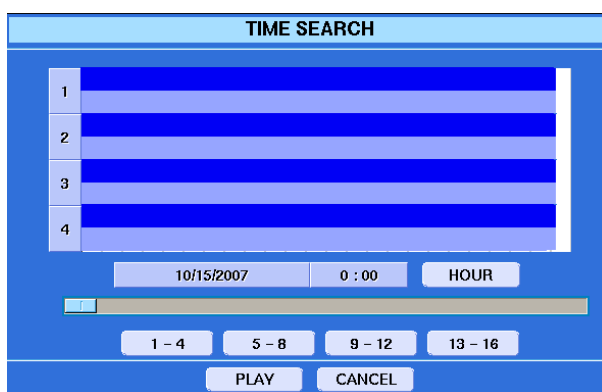 TIME SEARCH
1
2
3
4
10/15/2007 0 : 00 HOUR
1 – 4 5 – 8 9 – 12 13 – 16
PLAY CANCEL